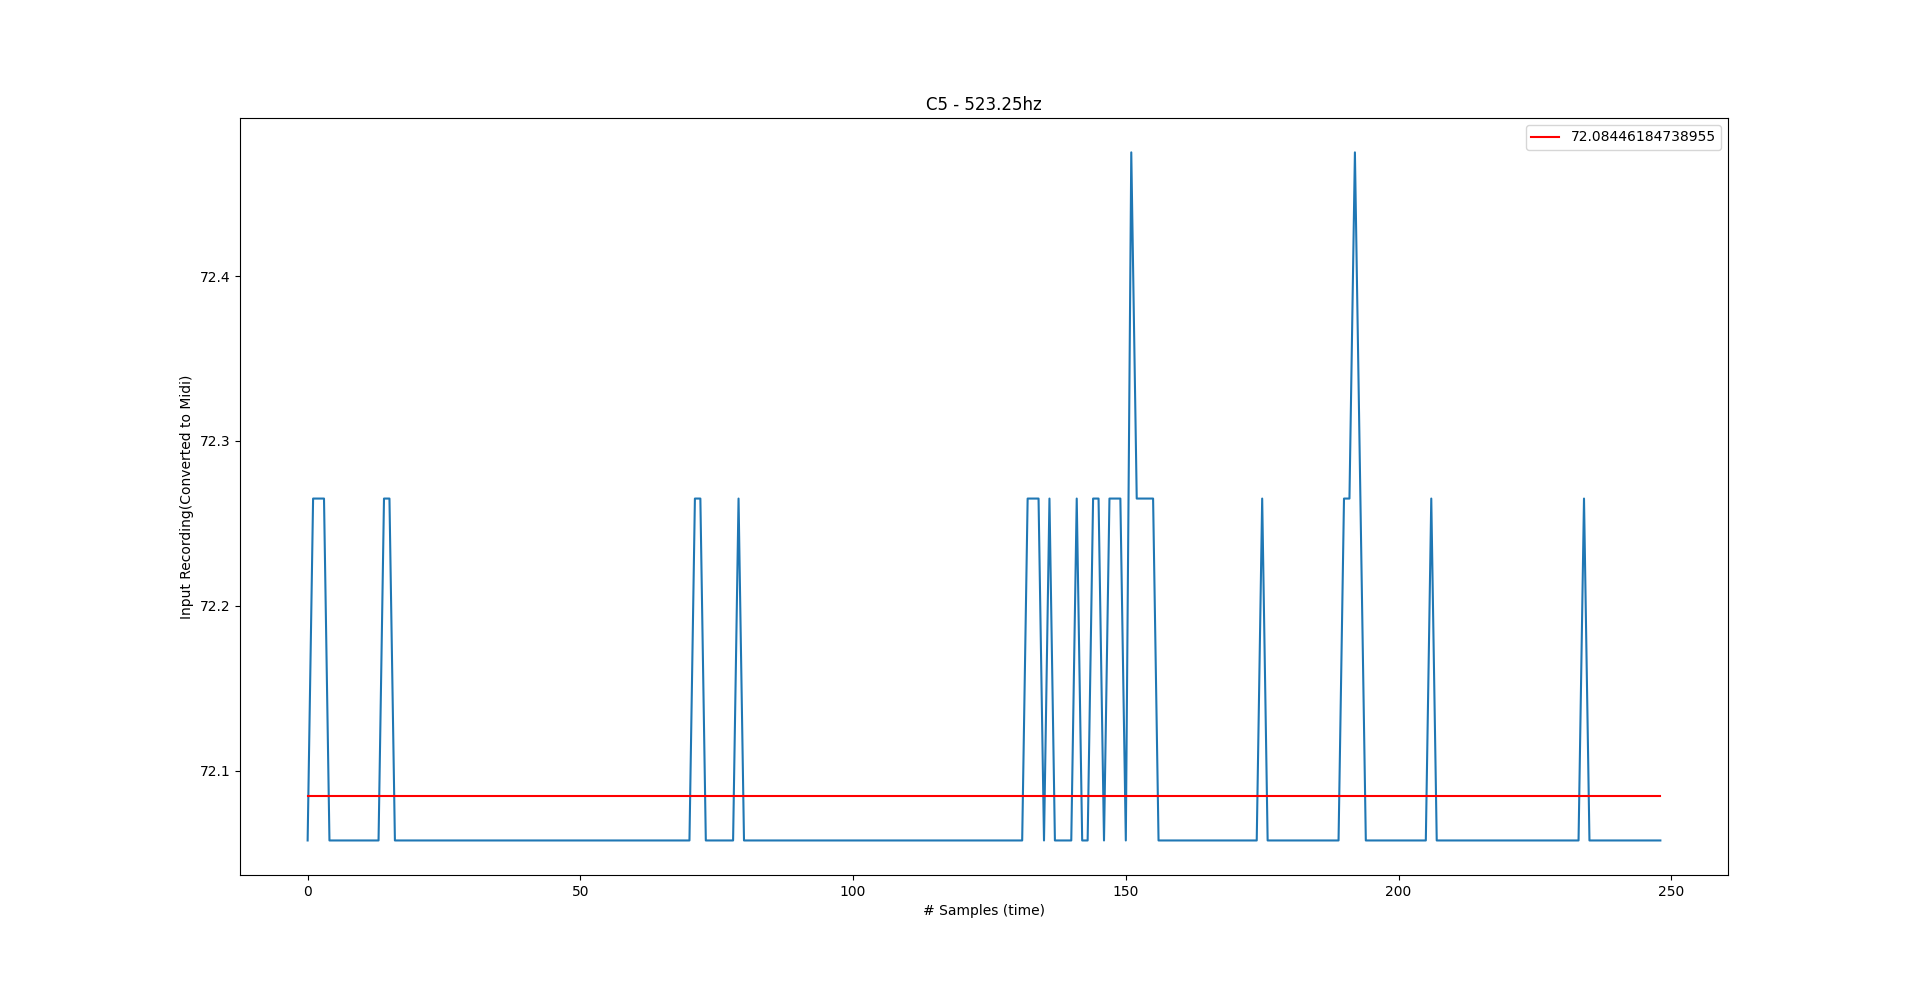 C5 - 523.25hz
72.08446184738955
72.4
72.3
72.2
72.1
Input Recording(Converted to Midi)
0 50 100 150 200 250
# Samples (time)